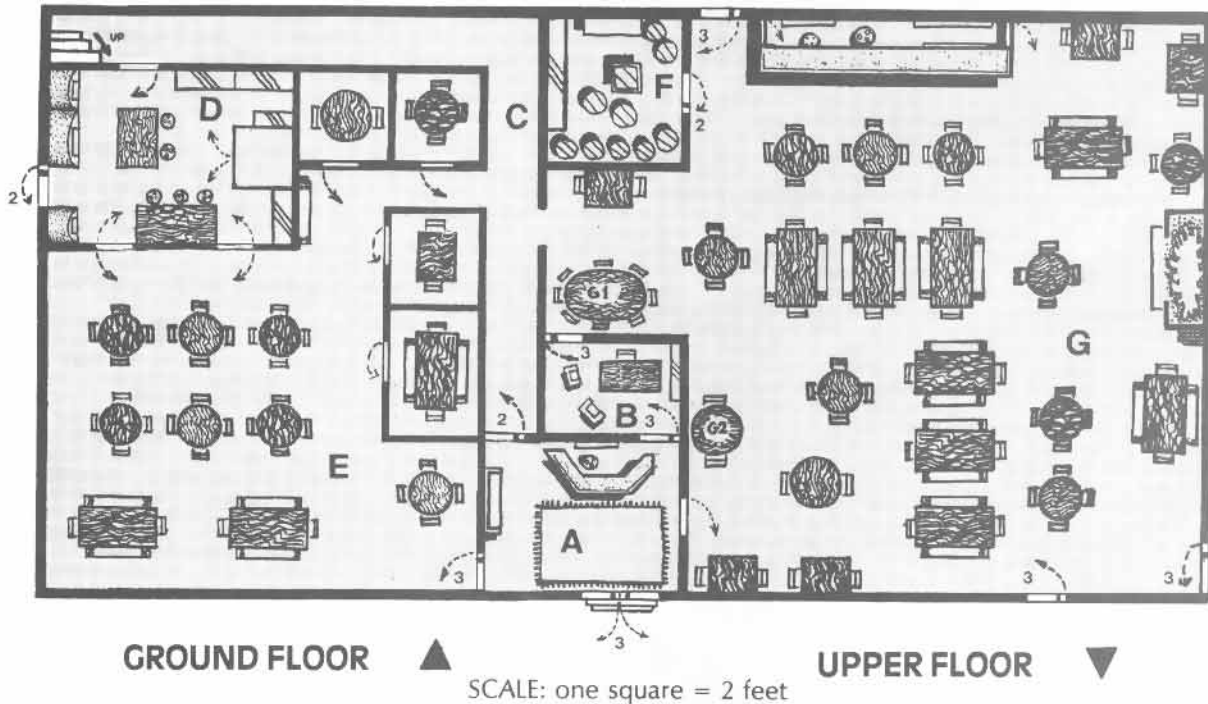 UP
3
D
C
F
2
2
G1
3
G
B
3
2
G2
E
A
3
3
3
3
GROUND FLOOR ▲
UPPER FLOOR ▼
SCALE: one square = 2 feet